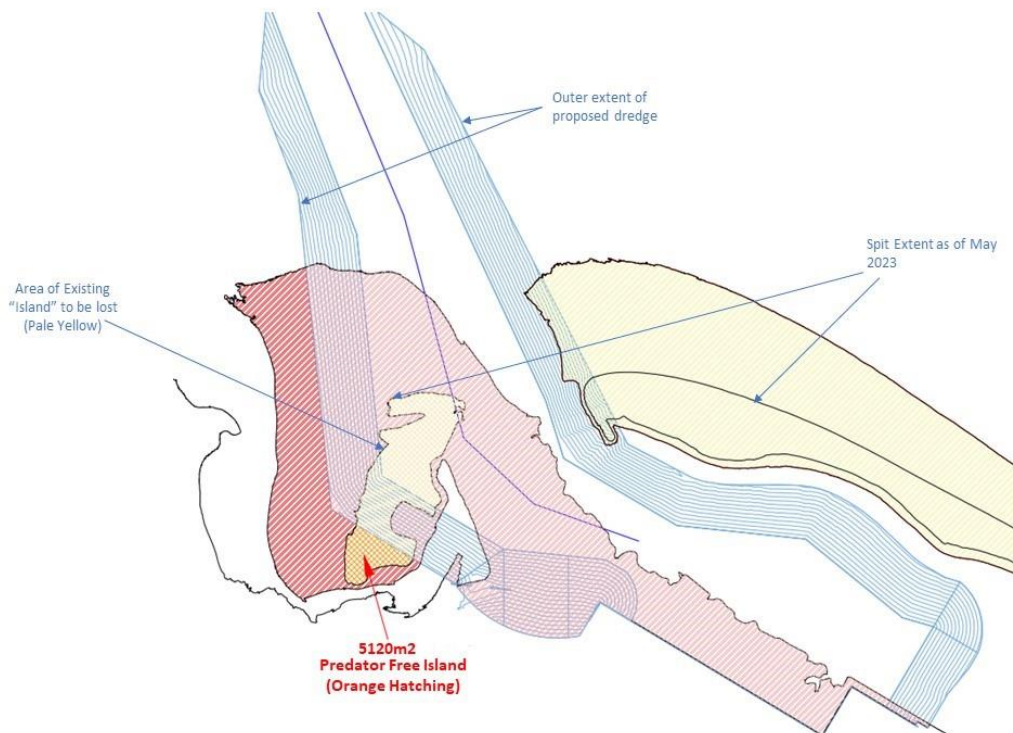 Outer extent of
proposed dredge
Spit Extent as of May
2023
Area of Existing
“Island” to be lost
(Pale Yellow)
5120m2
Predator Free Island
(Orange Hatching)